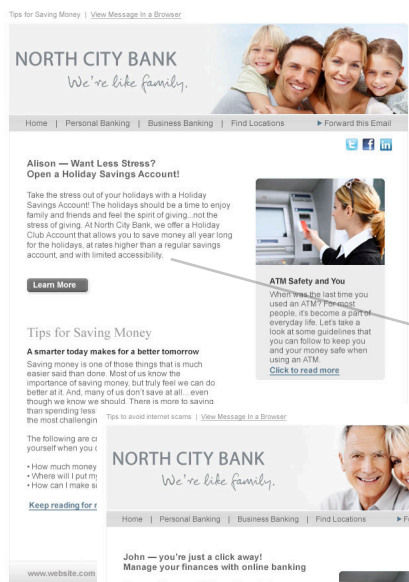 Tips for Saving Money | View Message In a Browser
NORTH CITY BANK
We're like family.
Home | Personal Banking | Business Banking | Find Locations ▶ Forward this Email
Alison — Want Less Stress?
Open a Holiday Savings Account!
Take the stress out of your holidays with a Holiday
Savings Account! The holidays should be a time to enjoy
family and friends and feel the spirit of giving...not the
stress of giving. At North City Bank, we offer a Holiday
Club Account that allows you to save money all year long
for the holidays, at rates higher than a regular savings
account, and with limited accessibility.
Learn More
ATM Safety and You
When was the last time you
used an ATM? For most
people, it's become a part of
everyday life. Let's take a
look at some guidelines that
you can follow to keep you
and your money safe when
using an ATM.
Click to read more
Tips for Saving Money
A smarter today makes for a better tomorrow
Saving money is one of those things that is much
easier said than done. Most of us know the
importance of saving money, but truly feel we can do
better at it. And, many of us don't save at all...even
though we know we should. There is more to saving
than spending less
the most challengin
The following are
yourself when you
• How much money
• Where will I put
• How can I make
Keep reading for
www.website.com
Tips to avoid internet scams | View Message In a Browser
NORTH CITY BANK
We're like family.
Home | Personal Banking | Business Banking | Find Locations ▶ F
John — you're just a click away!
Manage your finances with online banking